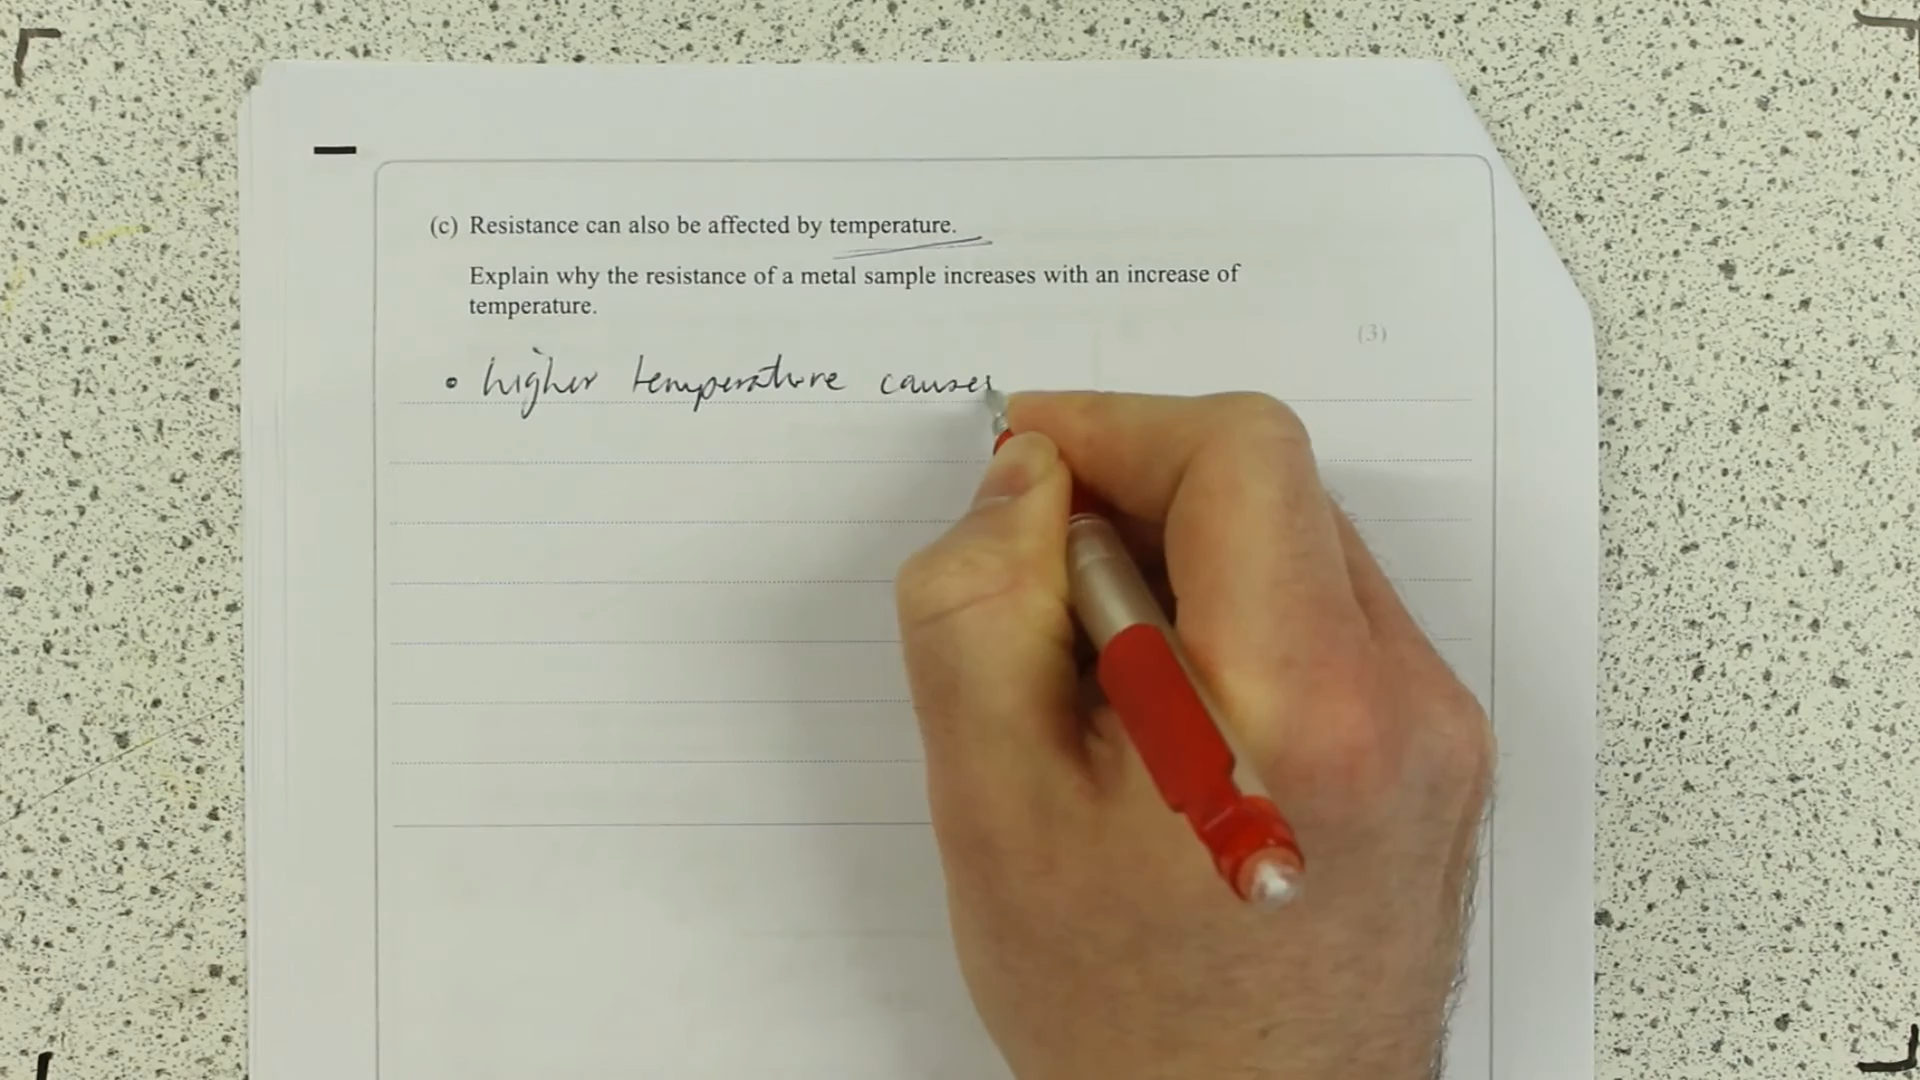 (c) Resistance can also be affected by temperature.
Explain why the resistance of a metal sample increases with an increase of
temperature.
(3)
• higher temperature causes